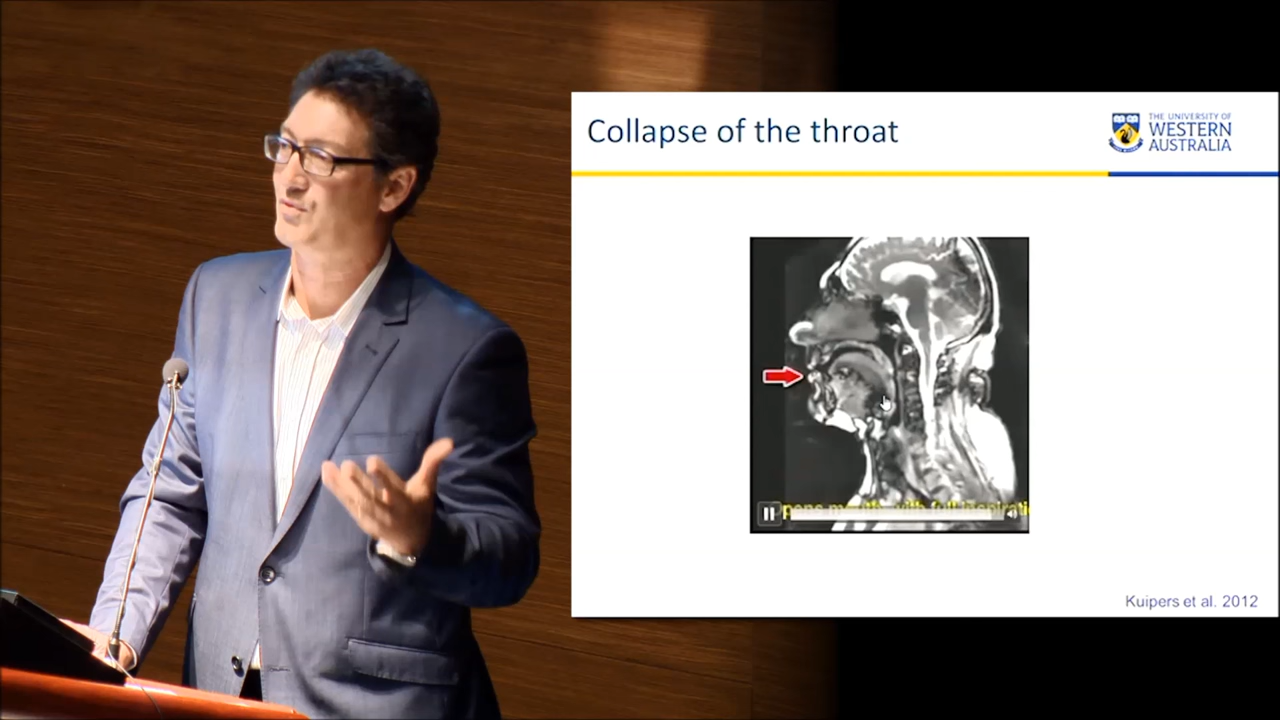 Collapse of the throat
THE UNIVERSITY OF
WESTERN
AUSTRALIA
Kuipers et al. 2012